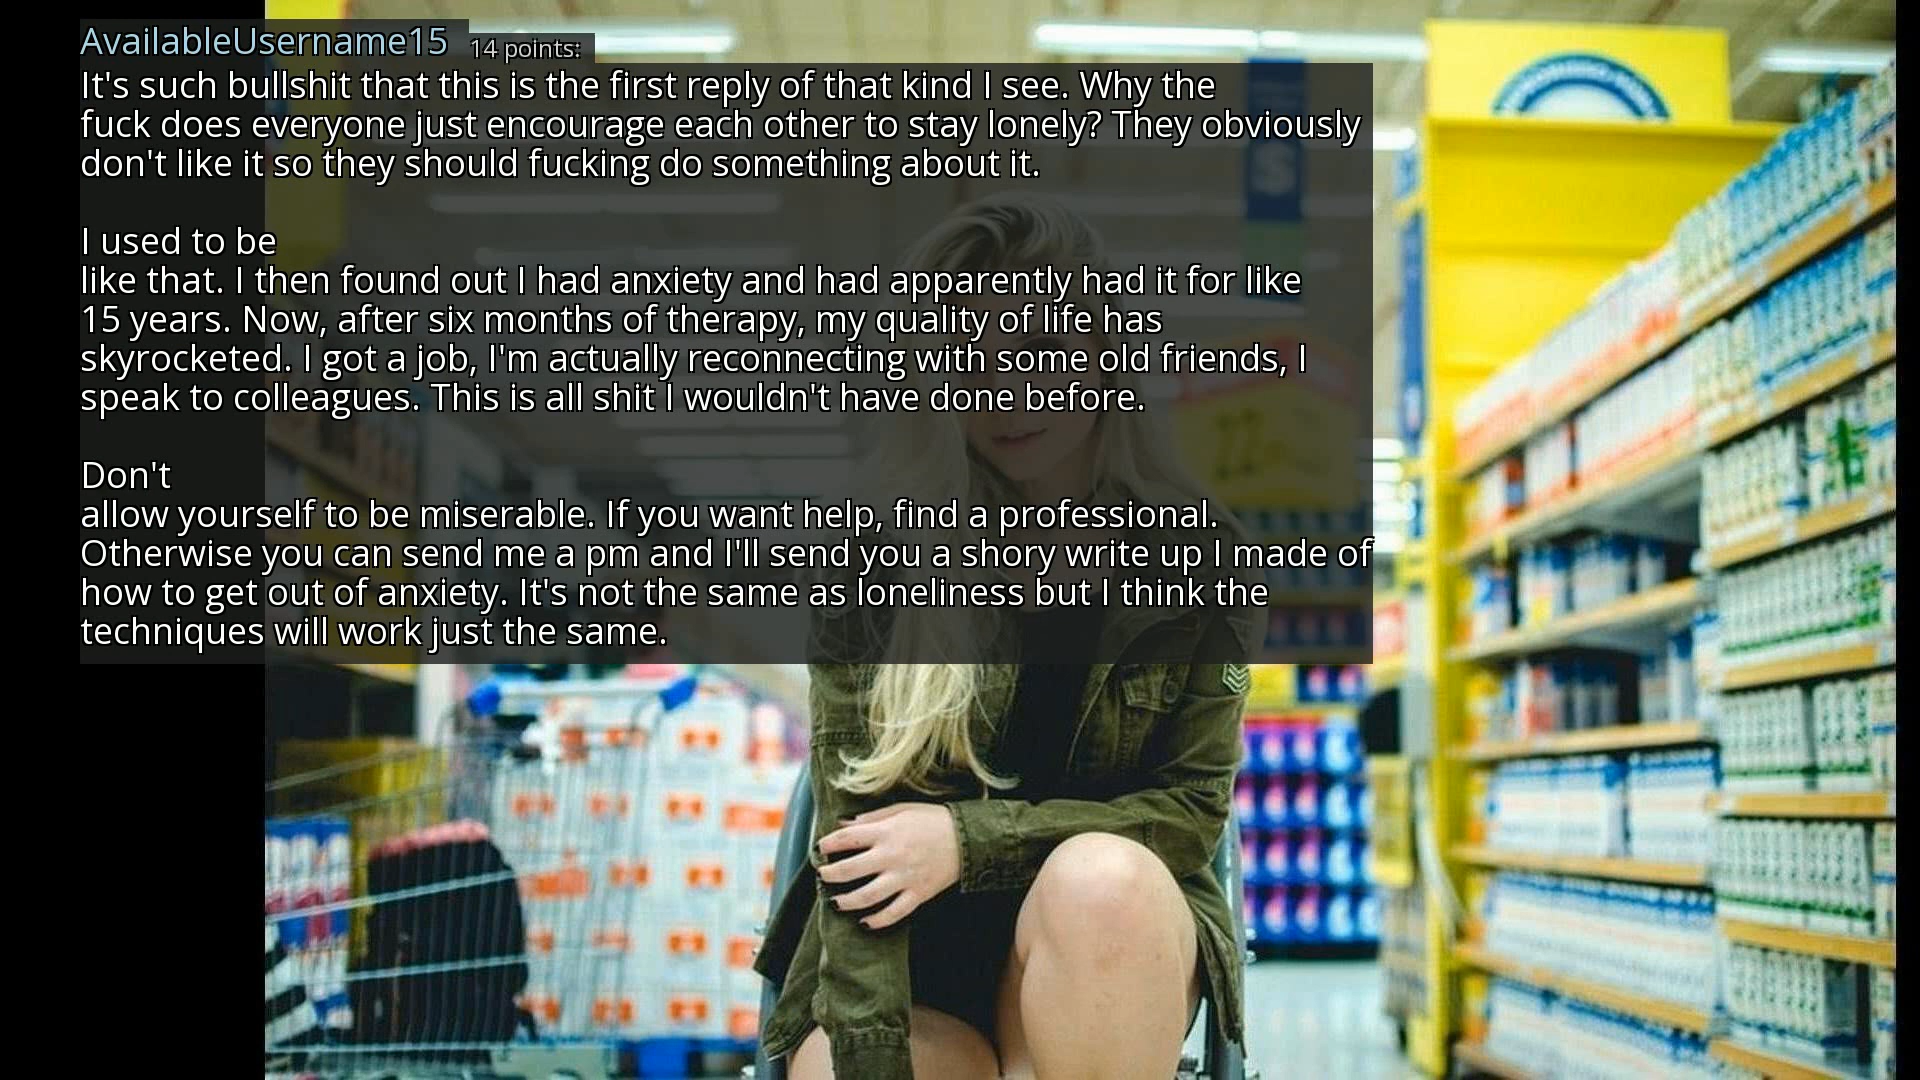 AvailableUsername15 14 points:
It's such bullshit that this is the first reply of that kind I see. Why the
fuck does everyone just encourage each other to stay lonely? They obviously
don't like it so they should fucking do something about it.
I used to be
like that. I then found out I had anxiety and had apparently had it for like
15 years. Now, after six months of therapy, my quality of life has
skyrocketed. I got a job, I'm actually reconnecting with some old friends, I
speak to colleagues. This is all shit I wouldn't have done before.
Don't
allow yourself to be miserable. If you want help, find a professional.
Otherwise you can send me a pm and I'll send you a shory write up I made of
how to get out of anxiety. It's not the same as loneliness but I think the
techniques will work just the same.